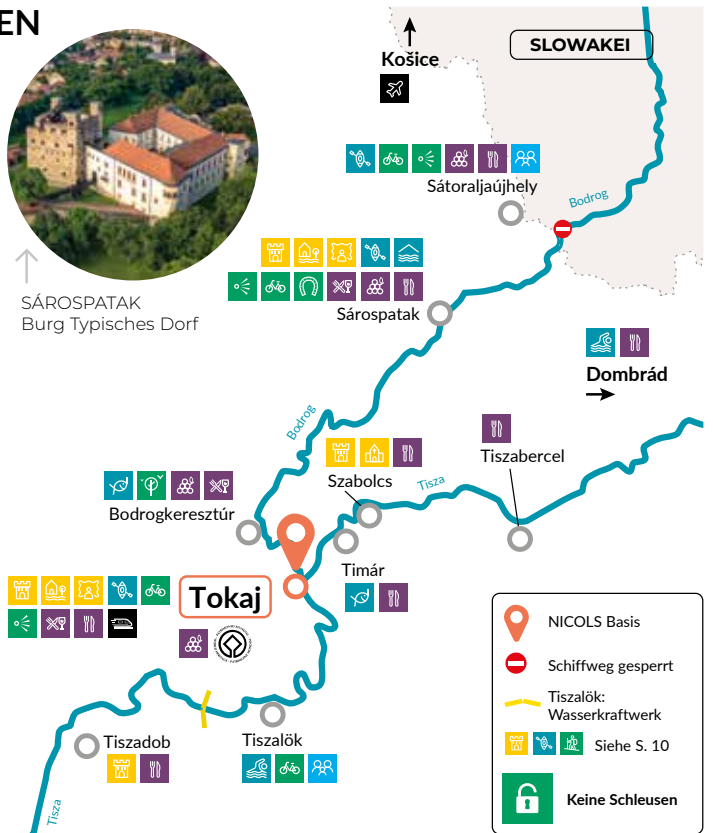 EN
SLOWAKEI
Košice
Sátoraljaújhely
Bodrog
SÁROSPATAK
Burg Typisches Dorf
Sárospatak
Dombrád
Bodrog
Tiszabercel
Szabolcs
Tisza
Bodrogkeresztúr
Timár
Tokaj
Tiszadob
Tiszalök
Tisza
NICOLS Basis
Schiffweg gesperrt
Tiszalök:
Wasserkraftwerk
Siehe S. 10
Keine Schleusen